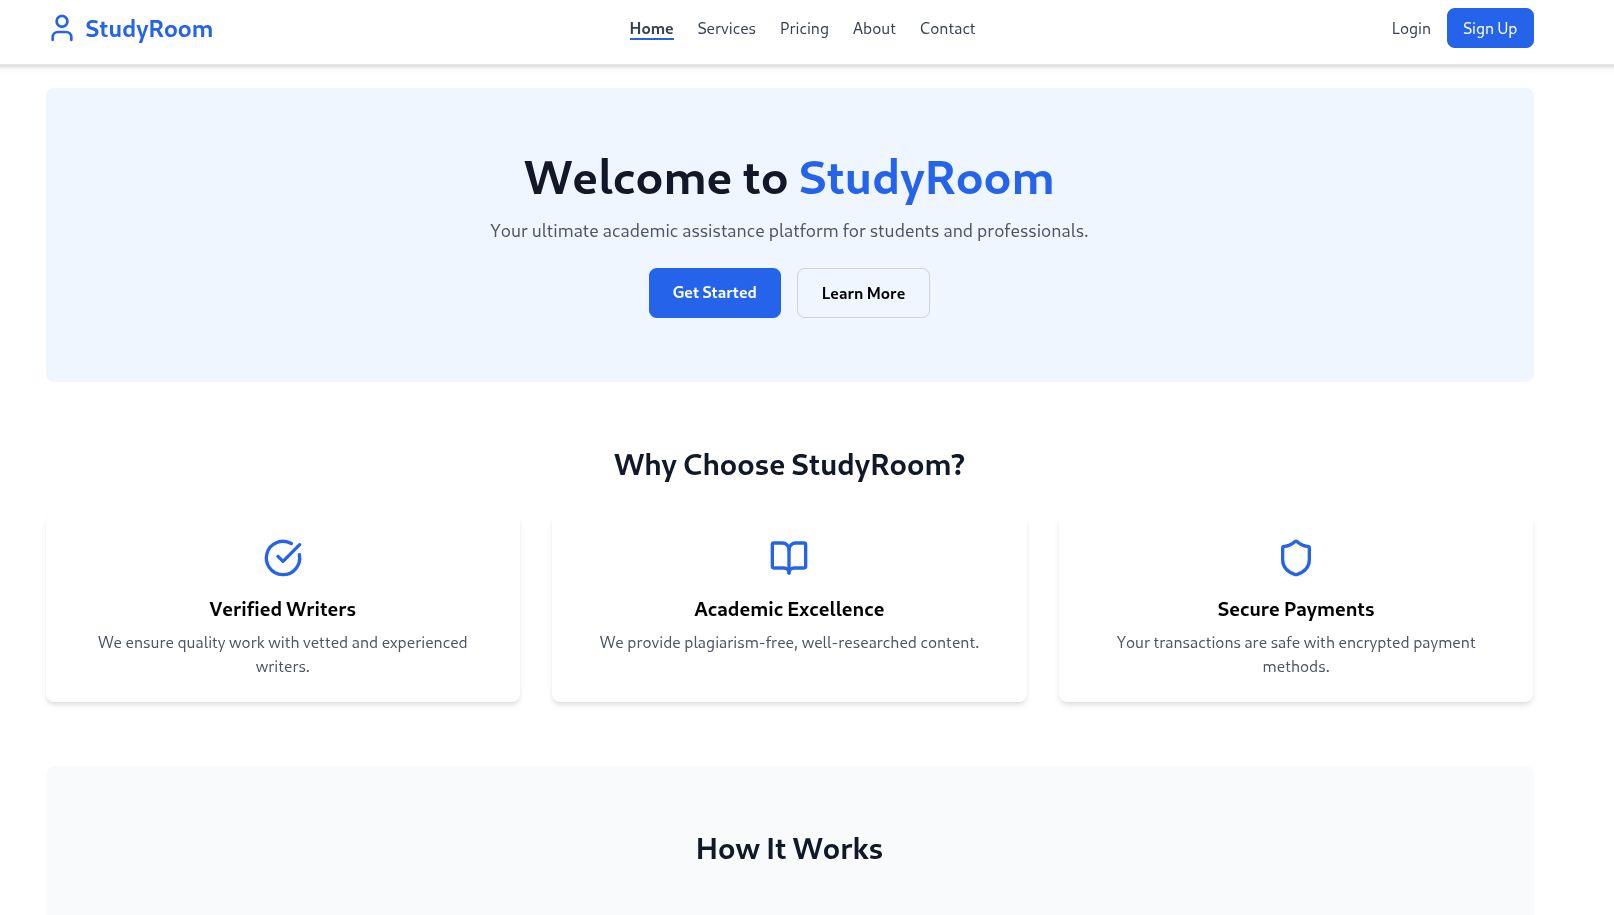 StudyRoom
Home Services Pricing About Contact
Login Sign Up
Welcome to StudyRoom
Your ultimate academic assistance platform for students and professionals.
Get Started Learn More
Why Choose StudyRoom?
Verified Writers
We ensure quality work with vetted and experienced
writers.
Academic Excellence
We provide plagiarism-free, well-researched content.
Secure Payments
Your transactions are safe with encrypted payment
methods.
How It Works